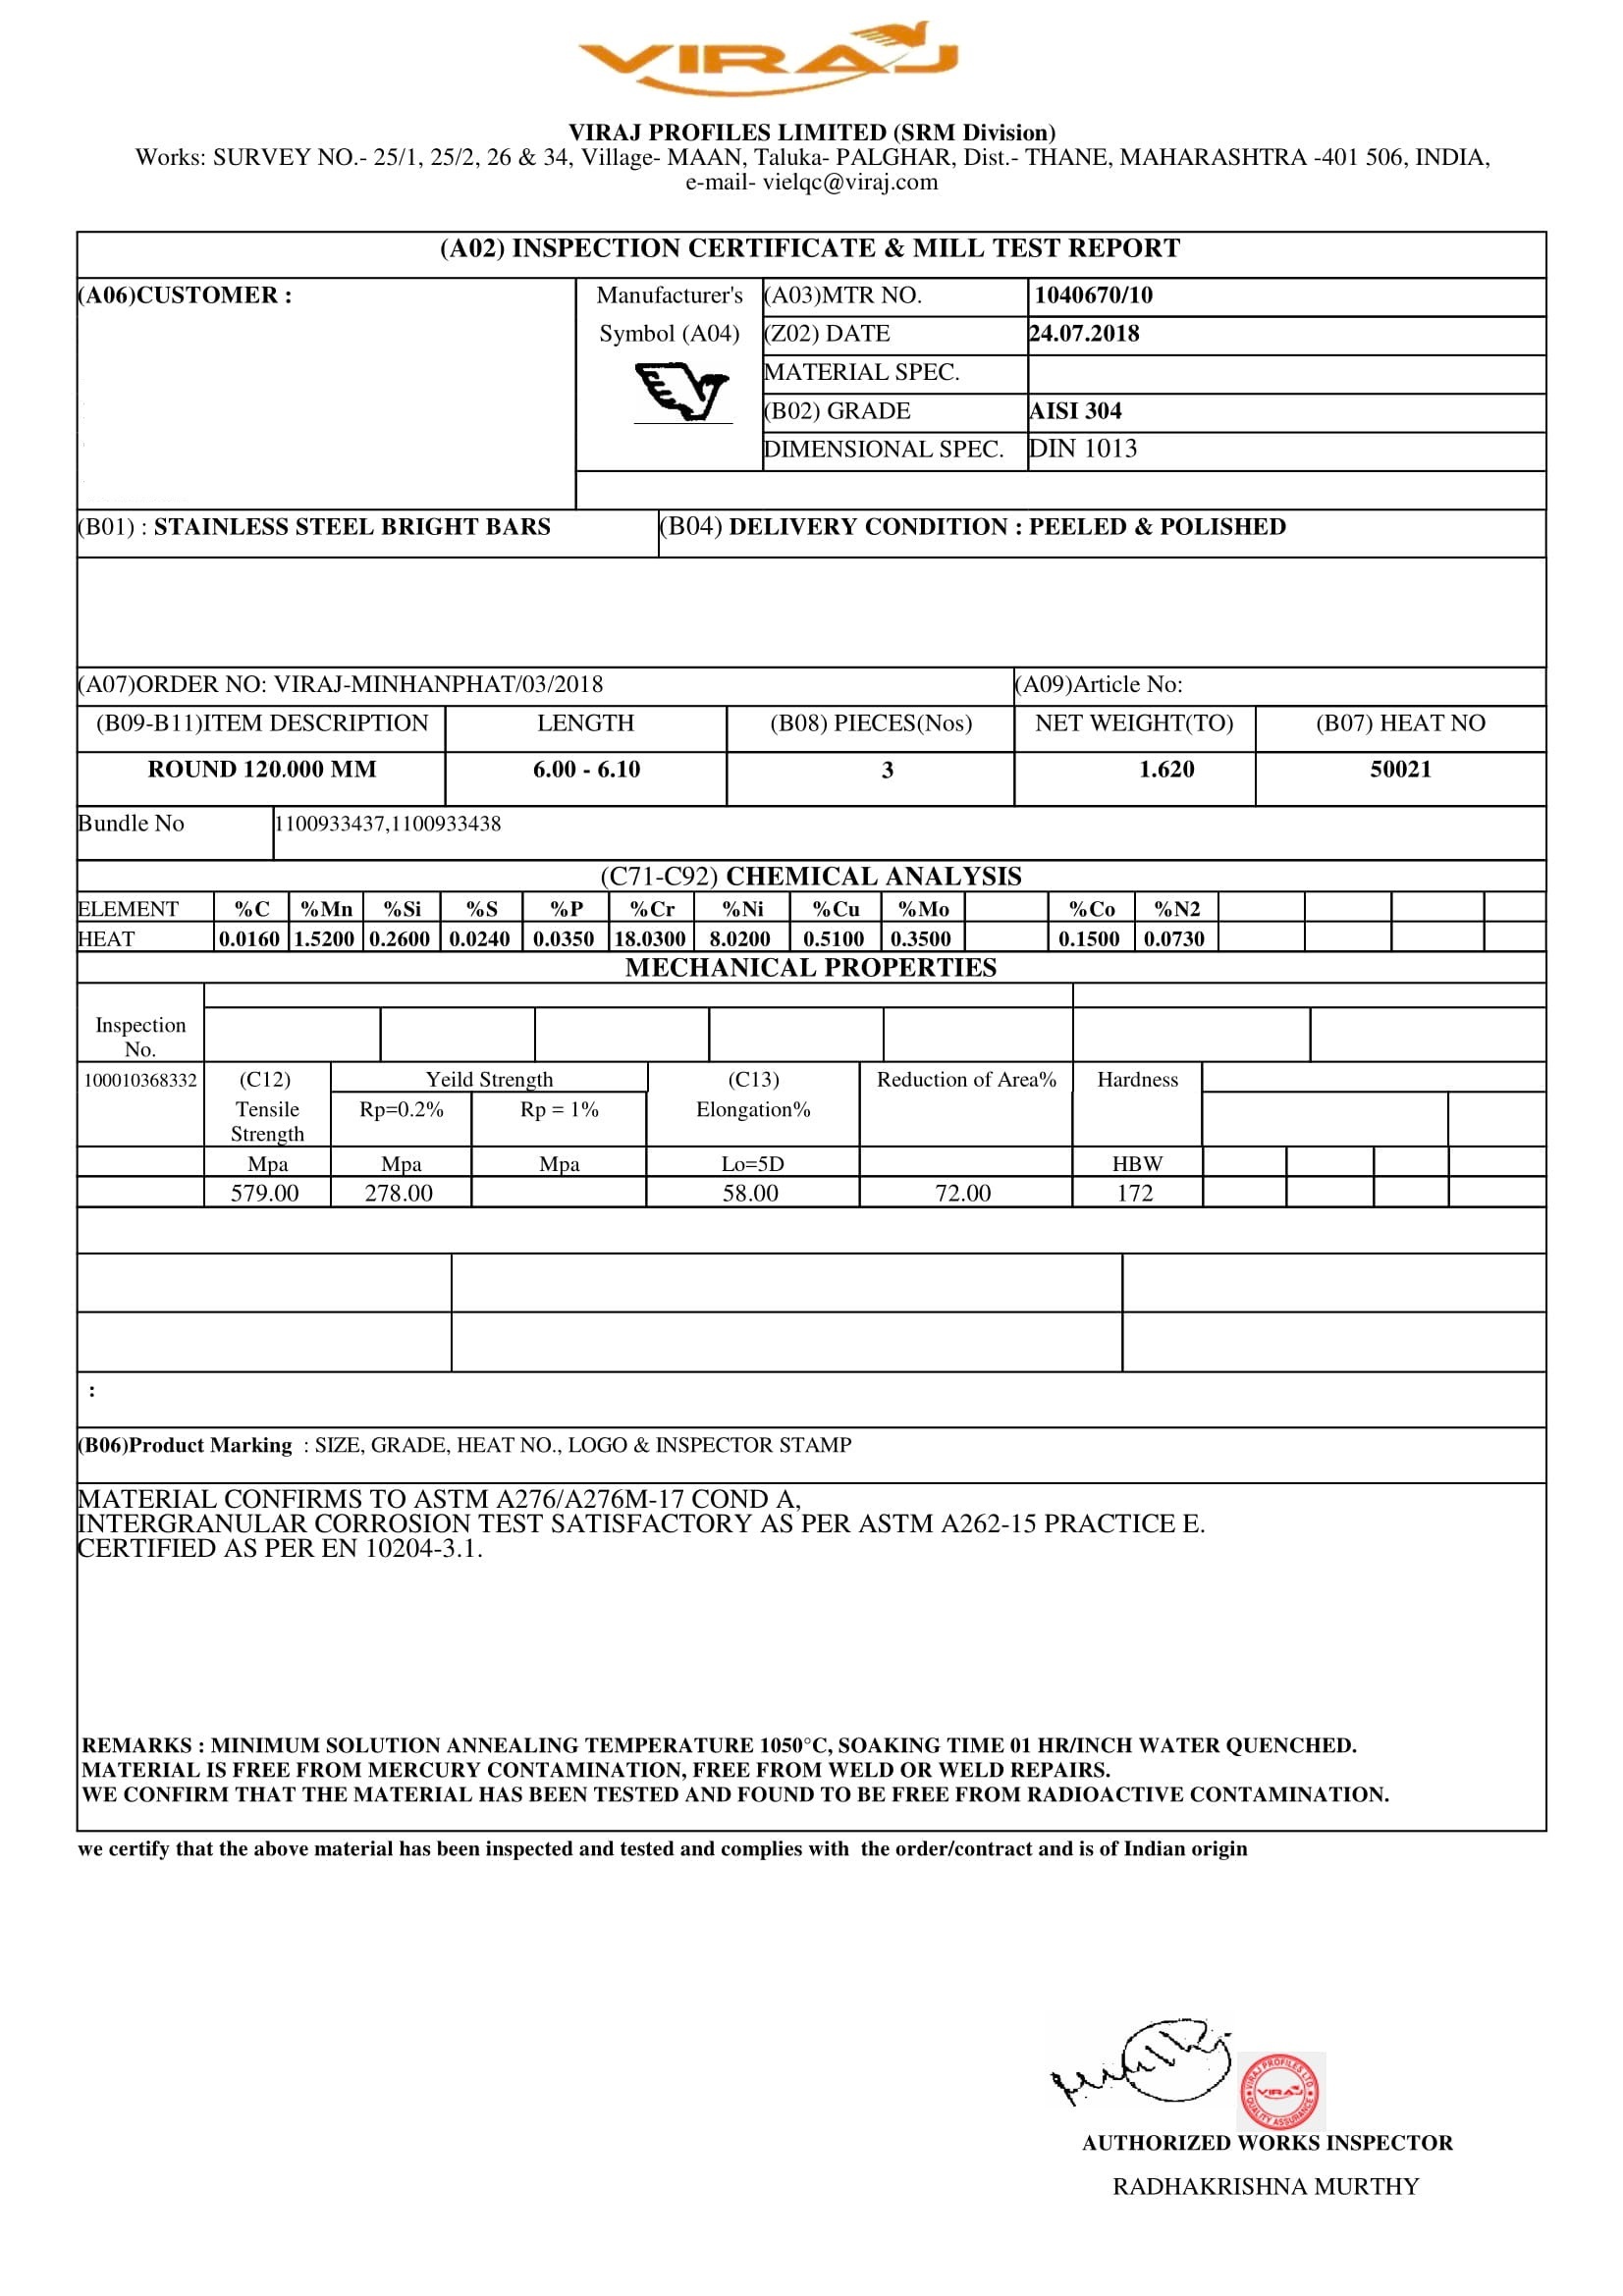 VIRAJ
VIRAJ PROFILES LIMITED (SRM Division)
Works: SURVEY NO.- 25/1, 25/2, 26 & 34, Village- MAAN, Taluka- PALGHAR, Dist.- THANE, MAHARASHTRA -401 506, INDIA,
e-mail- vielqc@viraj.com
(A02) INSPECTION CERTIFICATE & MILL TEST REPORT
(A06)CUSTOMER :
Manufacturer's
Symbol (A04)
(A03)MTR NO. 1040670/10
(Z02) DATE 24.07.2018
MATERIAL SPEC.
(B02) GRADE AISI 304
DIMENSIONAL SPEC. DIN 1013
(B01) : STAINLESS STEEL BRIGHT BARS (B04) DELIVERY CONDITION : PEELED & POLISHED
(A07)ORDER NO: VIRAJ-MINHANPHAT/03/2018 (A09)Article No:
(B09-B11)ITEM DESCRIPTION LENGTH (B08) PIECES(Nos) NET WEIGHT(TO) (B07) HEAT NO
ROUND 120.000 MM 6.00 - 6.10 3 1.620 50021
Bundle No 1100933437,1100933438
(C71-C92) CHEMICAL ANALYSIS
ELEMENT %C %Mn %Si %S %P %Cr %Ni %Cu %Mo %Co %N2
HEAT 0.0160 1.5200 0.2600 0.0240 0.0350 18.0300 8.0200 0.5100 0.3500 0.1500 0.0730
MECHANICAL PROPERTIES
Inspection
No.
100010368332 (C12) Yeild Strength (C13) Reduction of Area% Hardness
Tensile Rp=0.2% Rp = 1% Elongation%
Strength
Mpa Mpa Mpa Lo=5D HBW
579.00 278.00 58.00 72.00 172
:
(B06)Product Marking : SIZE, GRADE, HEAT NO., LOGO & INSPECTOR STAMP
MATERIAL CONFIRMS TO ASTM A276/A276M-17 COND A,
INTERGRANULAR CORROSION TEST SATISFACTORY AS PER ASTM A262-15 PRACTICE E.
CERTIFIED AS PER EN 10204-3.1.
REMARKS : MINIMUM SOLUTION ANNEALING TEMPERATURE 1050°C, SOAKING TIME 01 HR/INCH WATER QUENCHED.
MATERIAL IS FREE FROM MERCURY CONTAMINATION, FREE FROM WELD OR WELD REPAIRS.
WE CONFIRM THAT THE MATERIAL HAS BEEN TESTED AND FOUND TO BE FREE FROM RADIOACTIVE CONTAMINATION.
we certify that the above material has been inspected and tested and complies with the order/contract and is of Indian origin
VIRAJ PROFILES LTD
VIRAJ
QUALITY ASSURANCE
AUTHORIZED WORKS INSPECTOR
RADHAKRISHNA MURTHY